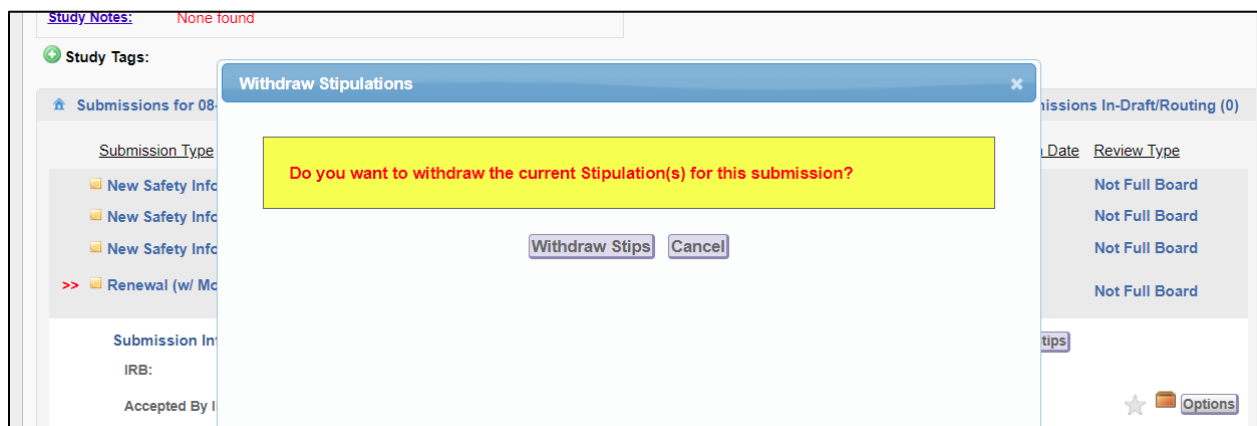 Study Notes: None found
Study Tags:
Withdraw Stipulations
Submissions for 08-
missions In-Draft/Routing (0)
Submission Type
Date Review Type
Do you want to withdraw the current Stipulation(s) for this submission?
New Safety Info
Not Full Board
New Safety Info
Not Full Board
Withdraw Stips Cancel
New Safety Info
Not Full Board
>> Renewal (w/ Mo
Not Full Board
Submission In
tips
IRB:
Accepted By I
Options